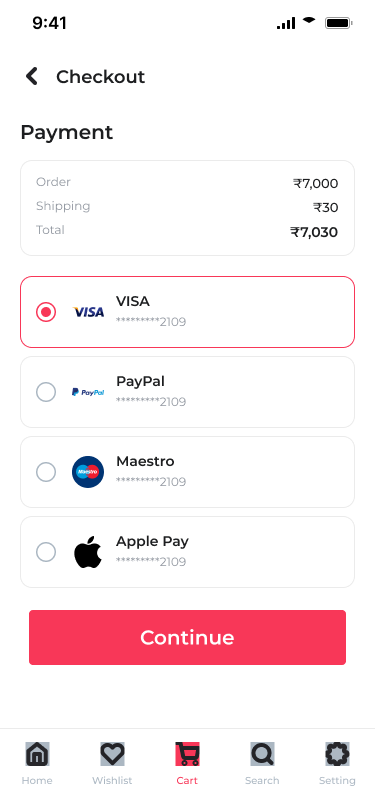 9:41
Checkout
Payment
Order ₹7,000
Shipping ₹30
Total ₹7,030
VISA VISA
*********2109
PayPal PayPal
*********2109
Maestro Maestro
*********2109
Apple Pay
*********2109
Continue
Home Wishlist Cart Search Setting